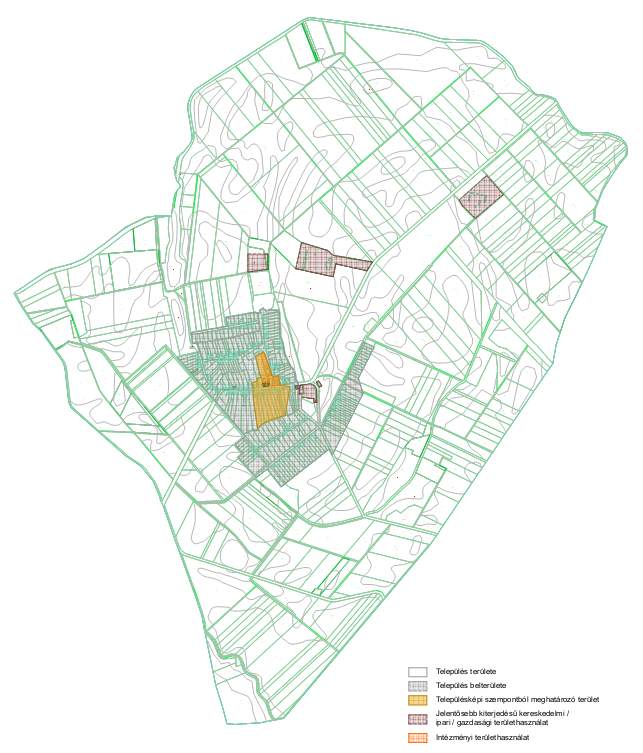 Település területe
Település belterülete
Településképi szempontból meghatározó terület
Jelentősebb kiterjedésű kereskedelmi /
ipari / gazdasági területhasználat
Intézményi területhasználat